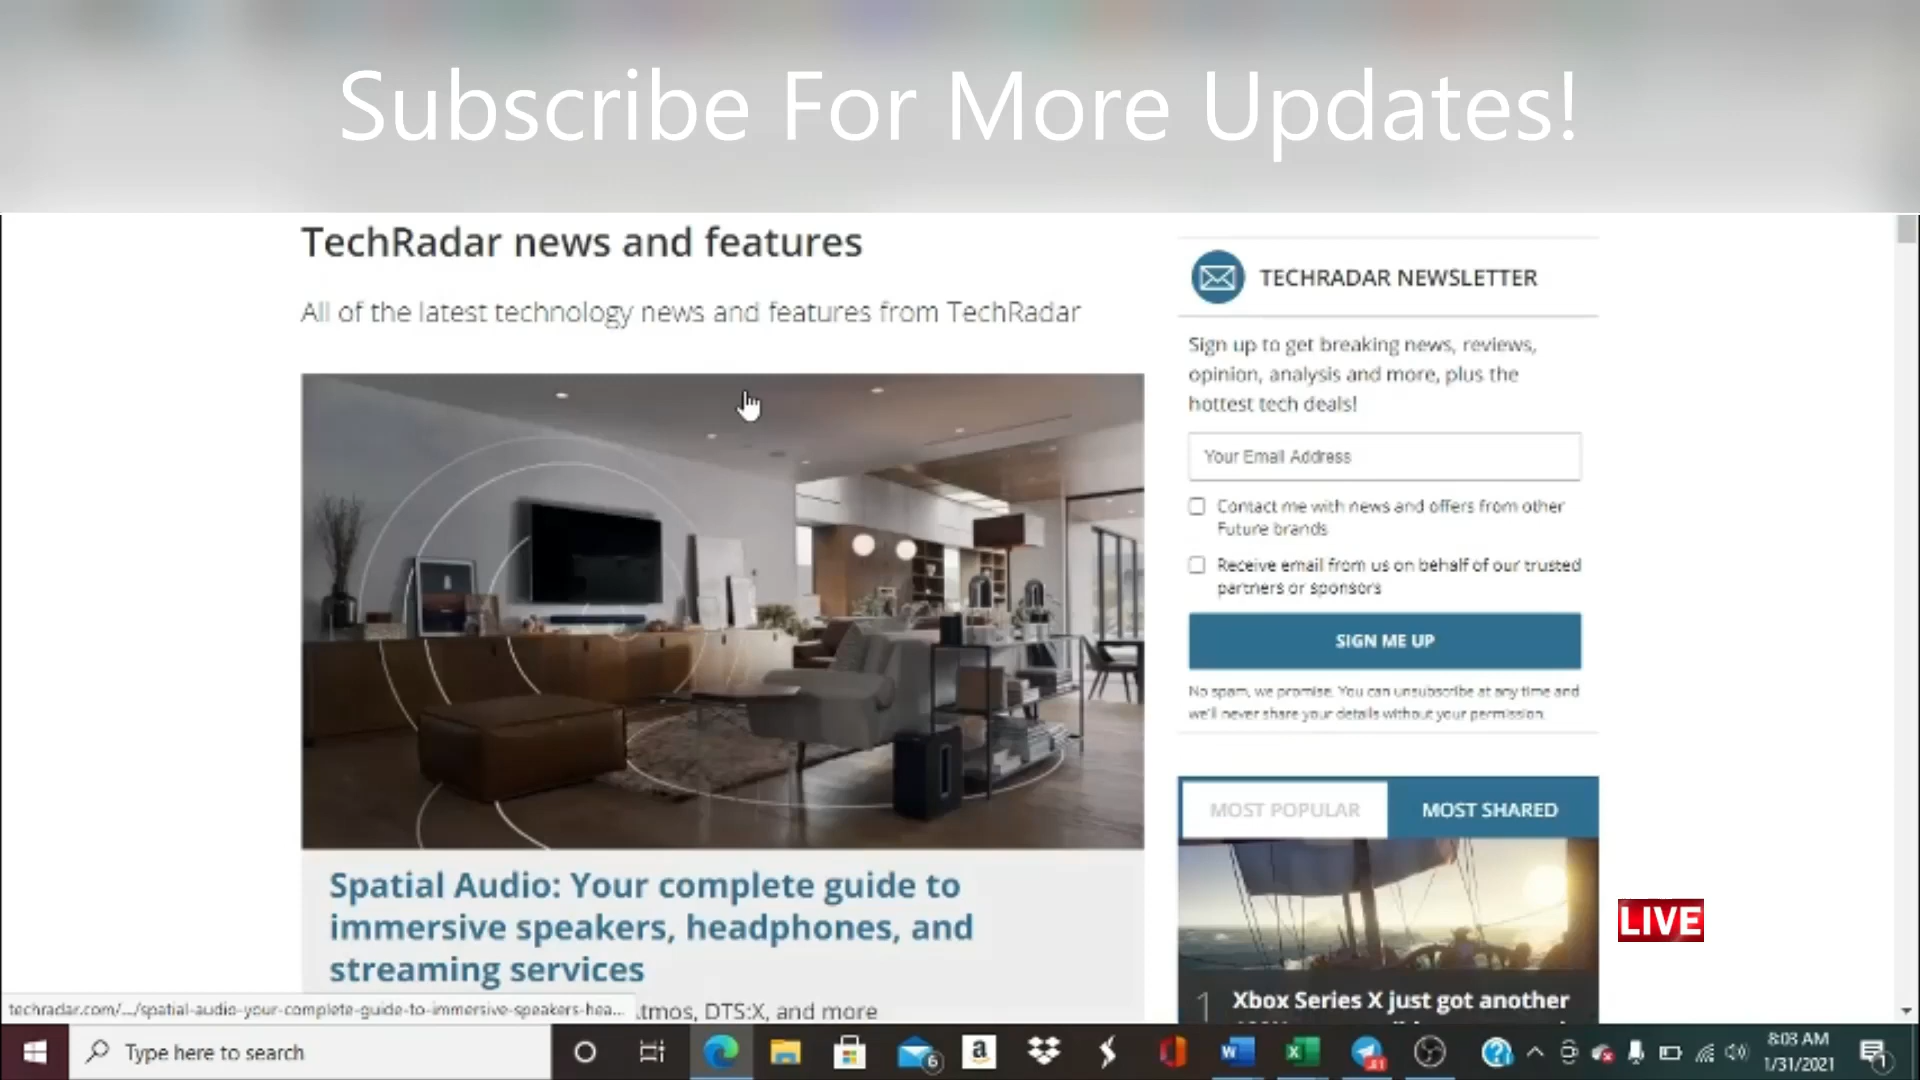 Subscribe For More Updates!
TechRadar news and features
All of the latest technology news and features from TechRadar
Spatial Audio: Your complete guide to
immersive speakers, headphones, and
streaming services
tmos, DTS:X, and more
techradar.com/.../spatial-audio-your-complete-guide-to-immersive-speakers-hea...
TECHRADAR NEWSLETTER
Sign up to get breaking news, reviews,
opinion, analysis and more, plus the
hottest tech deals!
Your Email Address
Contact me with news and offers from other
Future brands
Receive email from us on behalf of our trusted
partners or sponsors
SIGN ME UP
No spam, we promise. You can unsubscribe at any time and
we'll never share your details without your permission.
MOST POPULAR
MOST SHARED
1
Xbox Series X just got another
LIVE
Type here to search
6
8:03 AM
1/31/2021
1